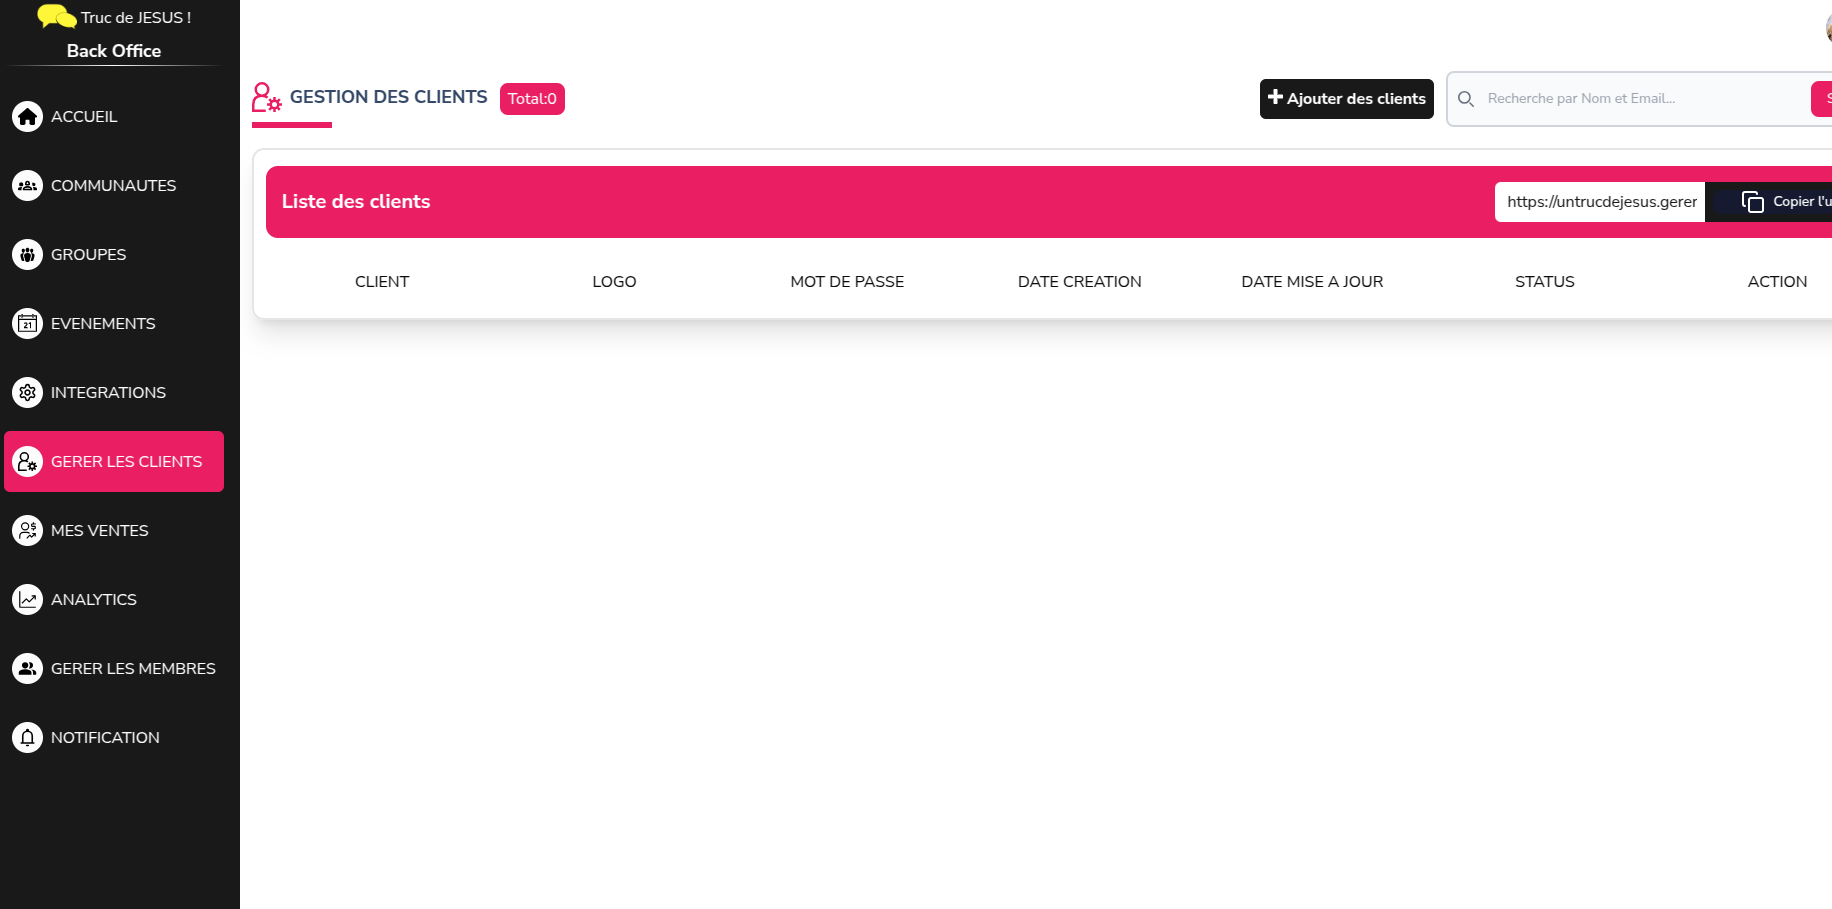 Truc de JESUS !
Back Office
ACCUEIL
COMMUNAUTES
GROUPES
EVENEMENTS
21
INTEGRATIONS
GERER LES CLIENTS
MES VENTES
ANALYTICS
GERER LES MEMBRES
NOTIFICATION
GESTION DES CLIENTS Total:0
Ajouter des clients
Recherche par Nom et Email...
Liste des clients
https://untrucdejesus.gerer
Copier l'u
CLIENT LOGO MOT DE PASSE DATE CREATION DATE MISE A JOUR STATUS ACTION